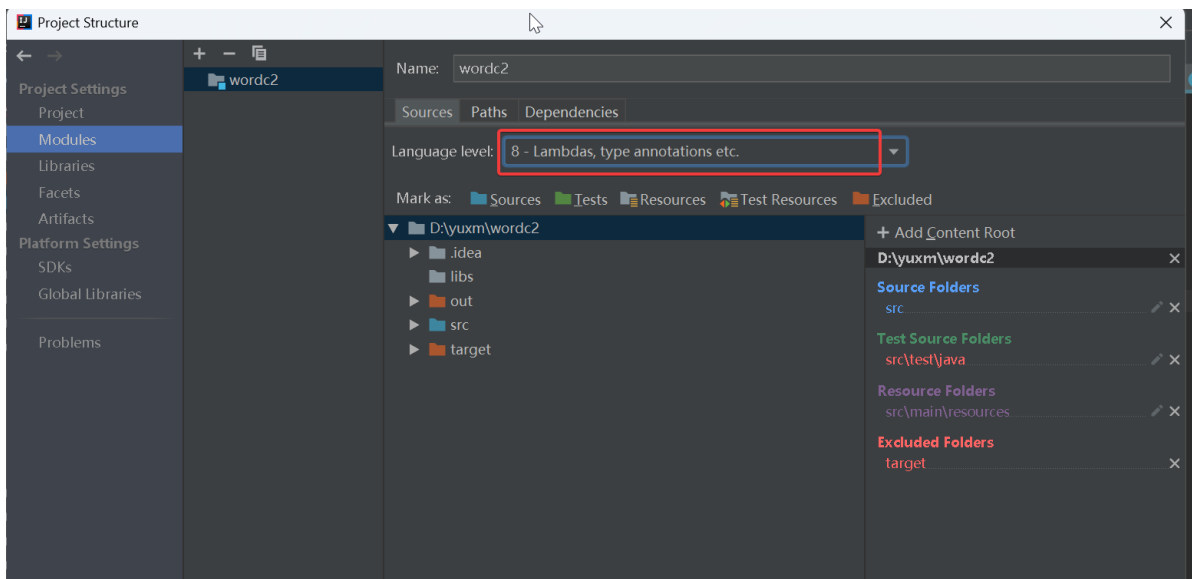 Project Structure
Project Settings
Project
Modules
Libraries
Facets
Artifacts
Platform Settings
SDKs
Global Libraries
Problems
wordc2
Name: wordc2
Sources Paths Dependencies
Language level: 8 - Lambdas, type annotations etc.
Mark as: Sources Tests Resources Test Resources Excluded
D:\yuxm\wordc2
.idea
libs
out
src
target
+ Add Content Root
D:\yuxm\wordc2
Source Folders
src
Test Source Folders
src\test\java
Resource Folders
src\main\resources
Excluded Folders
target